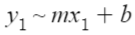 y₁ ~ mx₁ + b